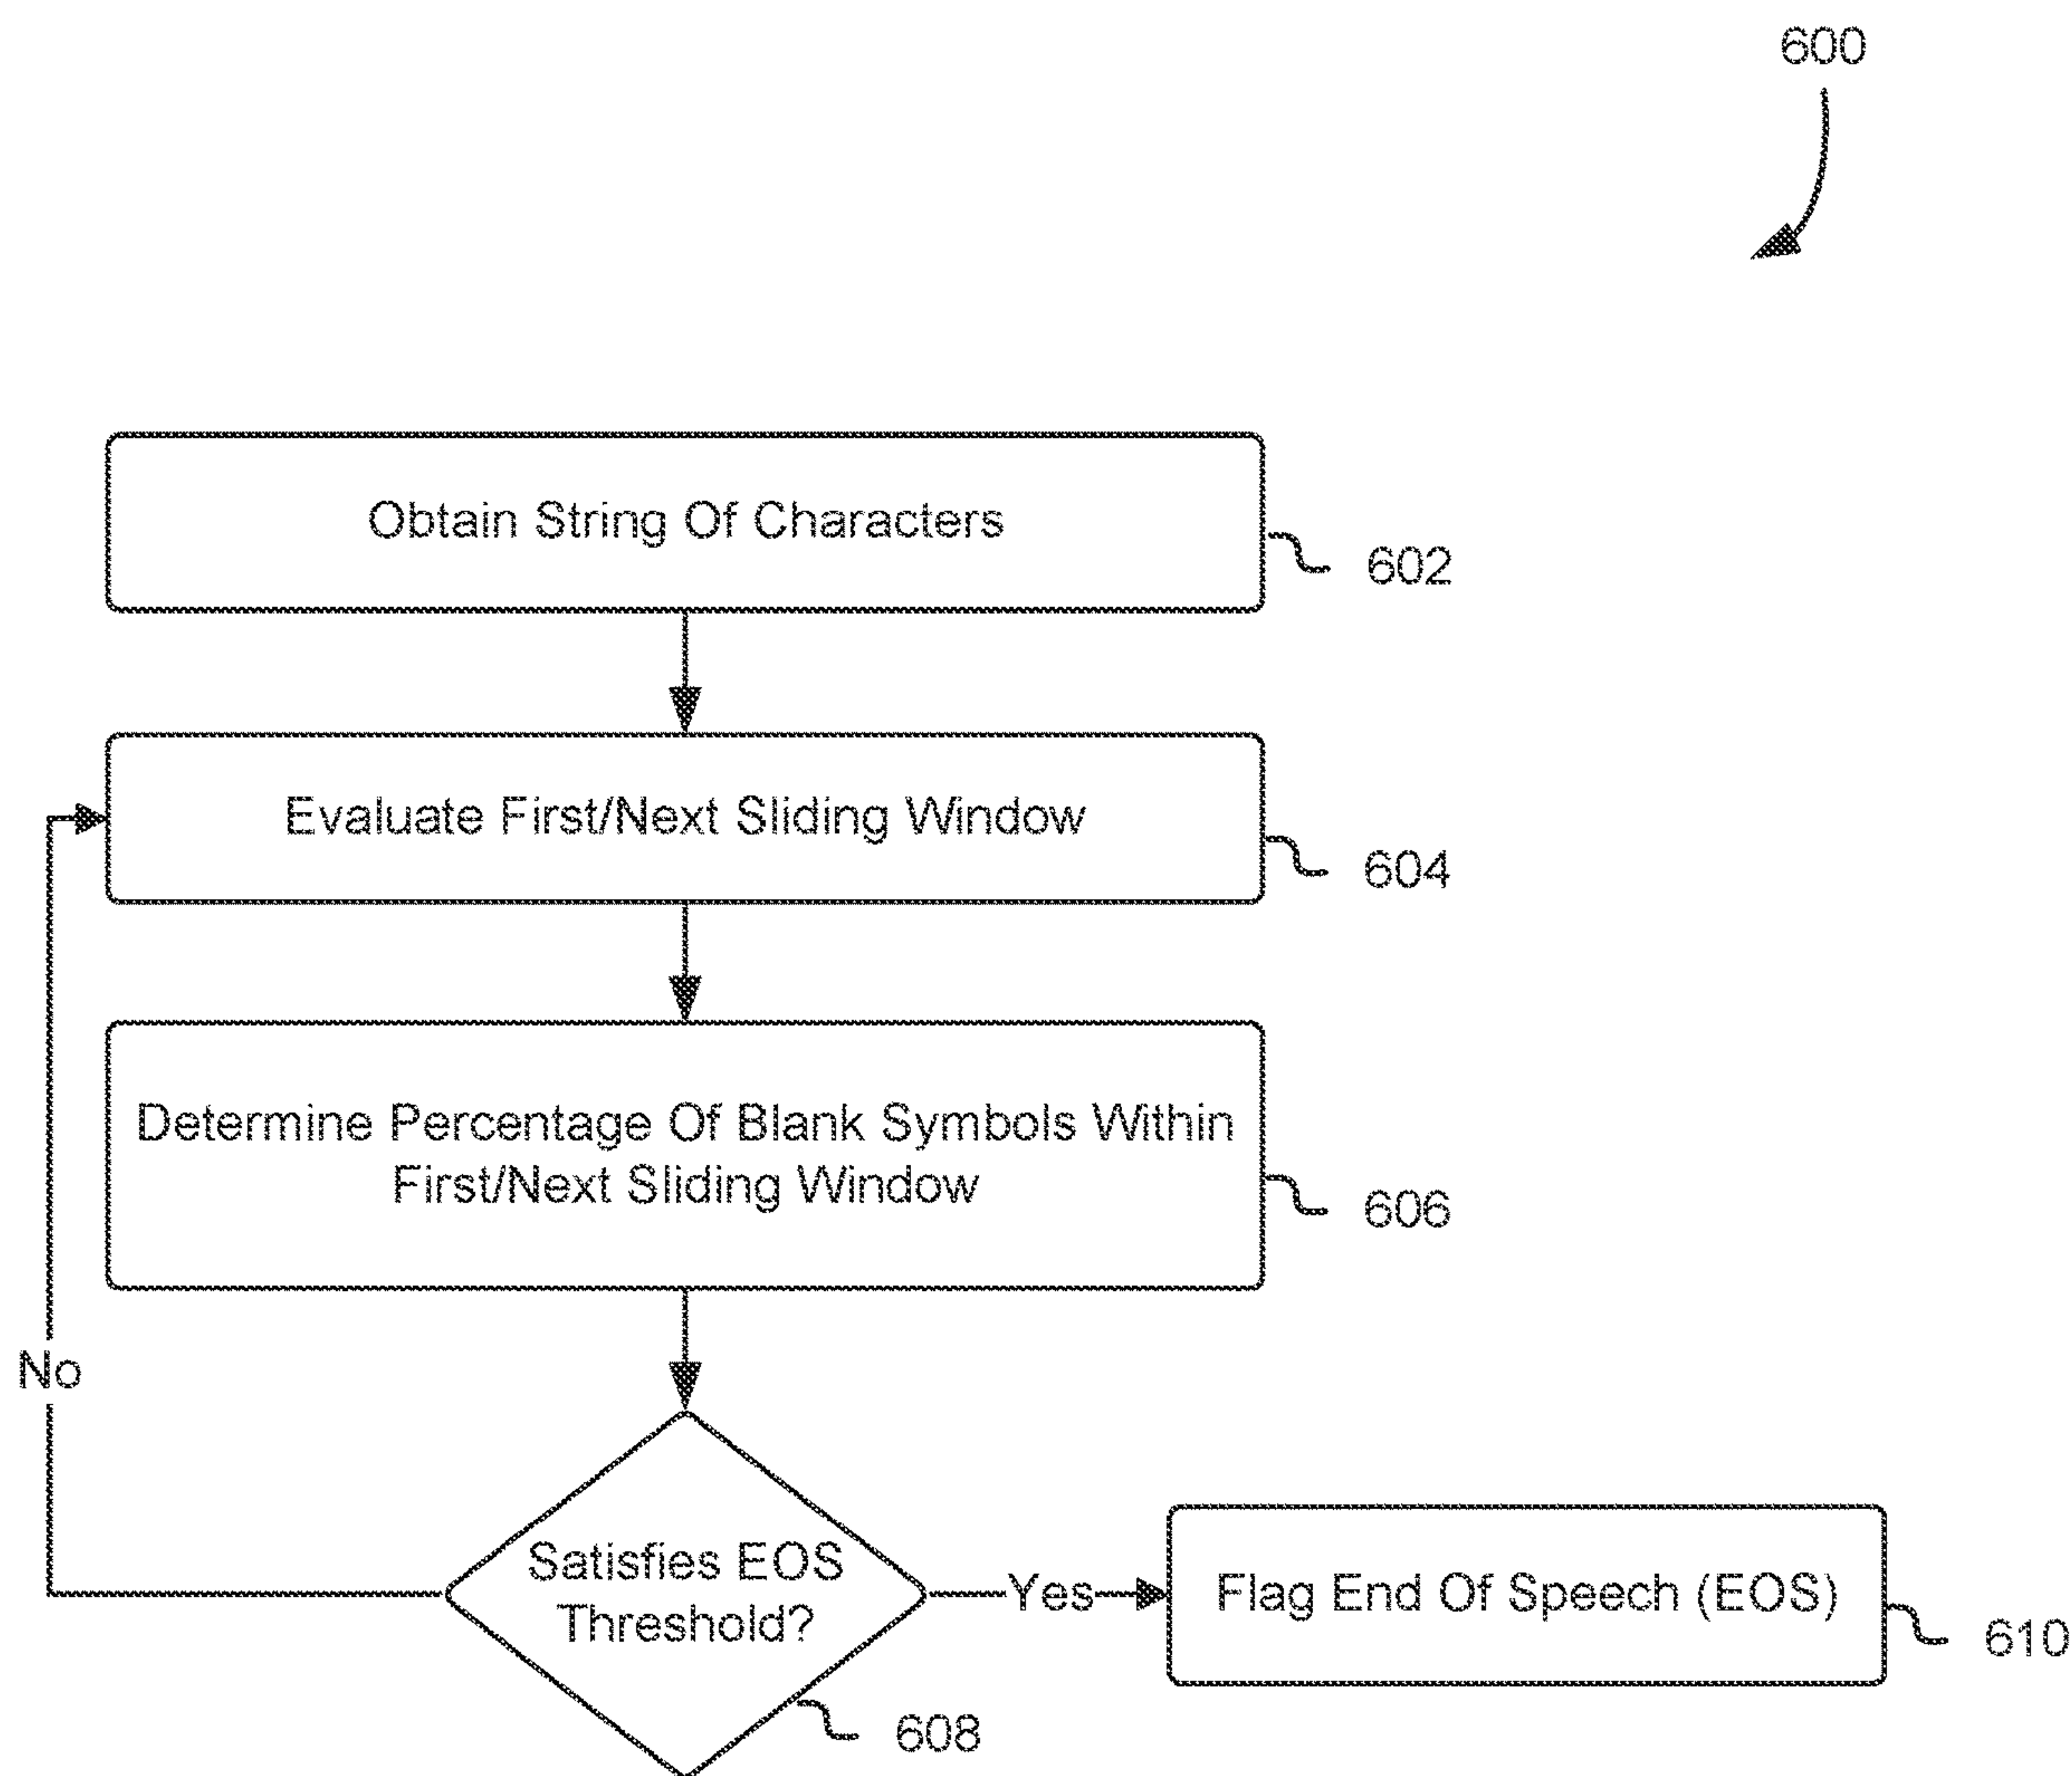 600
Obtain String Of Characters
602
Evaluate First/Next Sliding Window
604
Determine Percentage Of Blank Symbols Within
First/Next Sliding Window
606
No
Satisfies EOS
Threshold?
608
Yes
Flag End Of Speech (EOS)
610